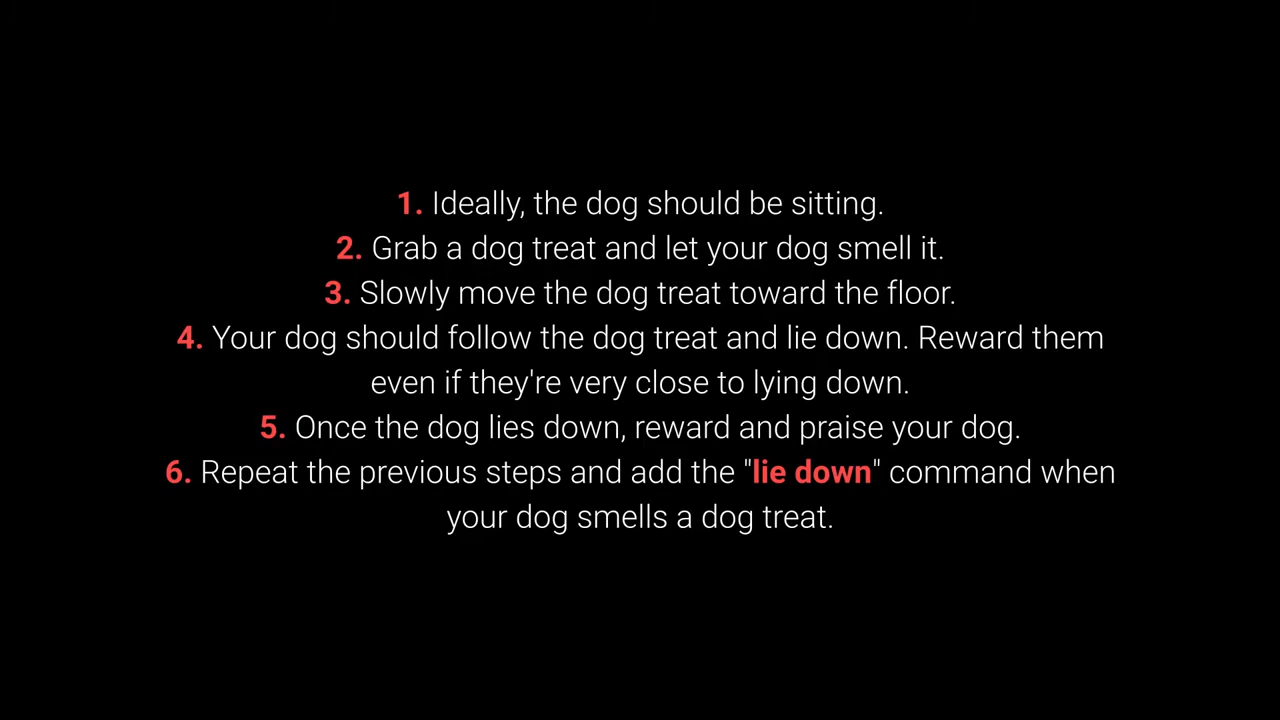 1. Ideally, the dog should be sitting.
2. Grab a dog treat and let your dog smell it.
3. Slowly move the dog treat toward the floor.
4. Your dog should follow the dog treat and lie down. Reward them
even if they're very close to lying down.
5. Once the dog lies down, reward and praise your dog.
6. Repeat the previous steps and add the "lie down" command when
your dog smells a dog treat.